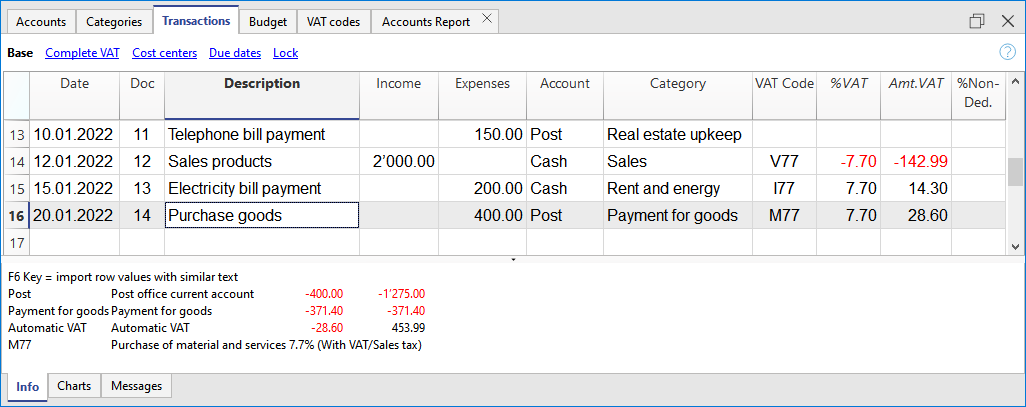 Accounts Categories Transactions Budget VAT codes Accounts Report
Base Complete VAT Cost centers Due dates Lock ?
Date Doc Description Income Expenses Account Category VAT Code %VAT Amt.VAT %Non-
Ded.
13 10.01.2022 11 Telephone bill payment 150.00 Post Real estate upkeep
14 12.01.2022 12 Sales products 2’000.00 Cash Sales V77 -7.70 -142.99
15 15.01.2022 13 Electricity bill payment 200.00 Cash Rent and energy I77 7.70 14.30
16 20.01.2022 14 Purchase goods 400.00 Post Payment for goods M77 7.70 28.60
17
F6 Key = import row values with similar text
Post Post office current account -400.00 -1'275.00
Payment for goods Payment for goods -371.40 -371.40
Automatic VAT Automatic VAT -28.60 453.99
M77 Purchase of material and services 7.7% (With VAT/Sales tax)
Info Charts Messages